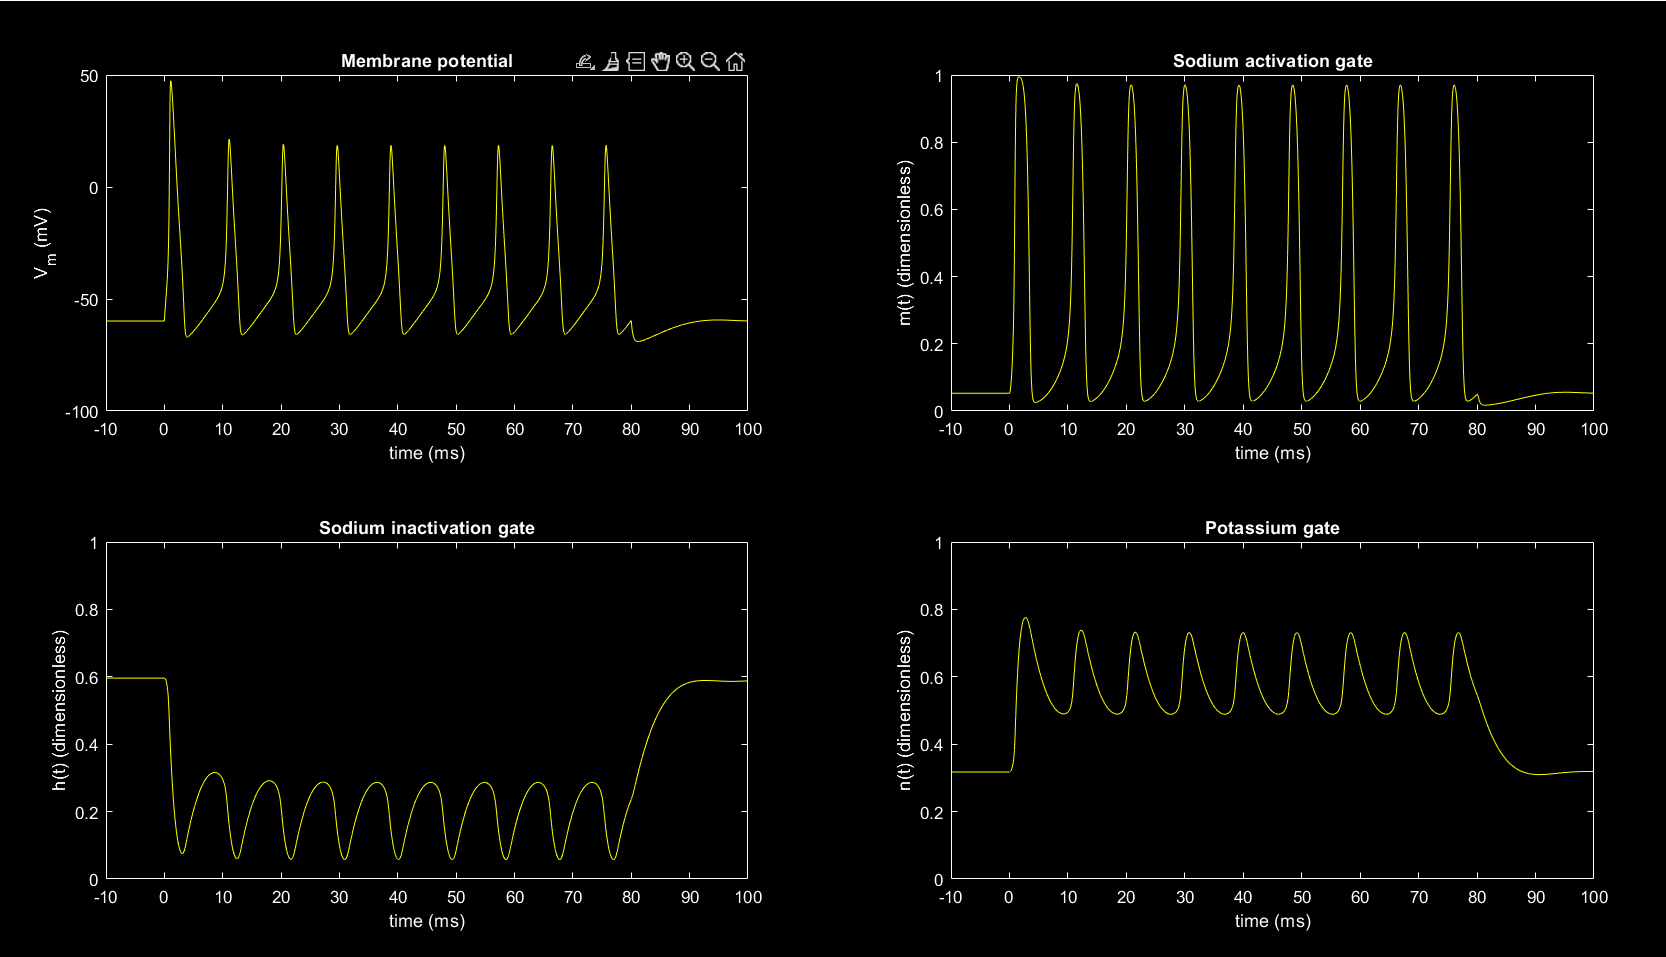 Membrane potential
50
0
-50
-100
V_m (mV)
-10 0 10 20 30 40 50 60 70 80 90 100
time (ms)
Sodium activation gate
1
0.8
0.6
0.4
0.2
0
m(t) (dimensionless)
-10 0 10 20 30 40 50 60 70 80 90 100
time (ms)
Sodium inactivation gate
1
0.8
0.6
0.4
0.2
0
h(t) (dimensionless)
-10 0 10 20 30 40 50 60 70 80 90 100
time (ms)
Potassium gate
1
0.8
0.6
0.4
0.2
0
n(t) (dimensionless)
-10 0 10 20 30 40 50 60 70 80 90 100
time (ms)